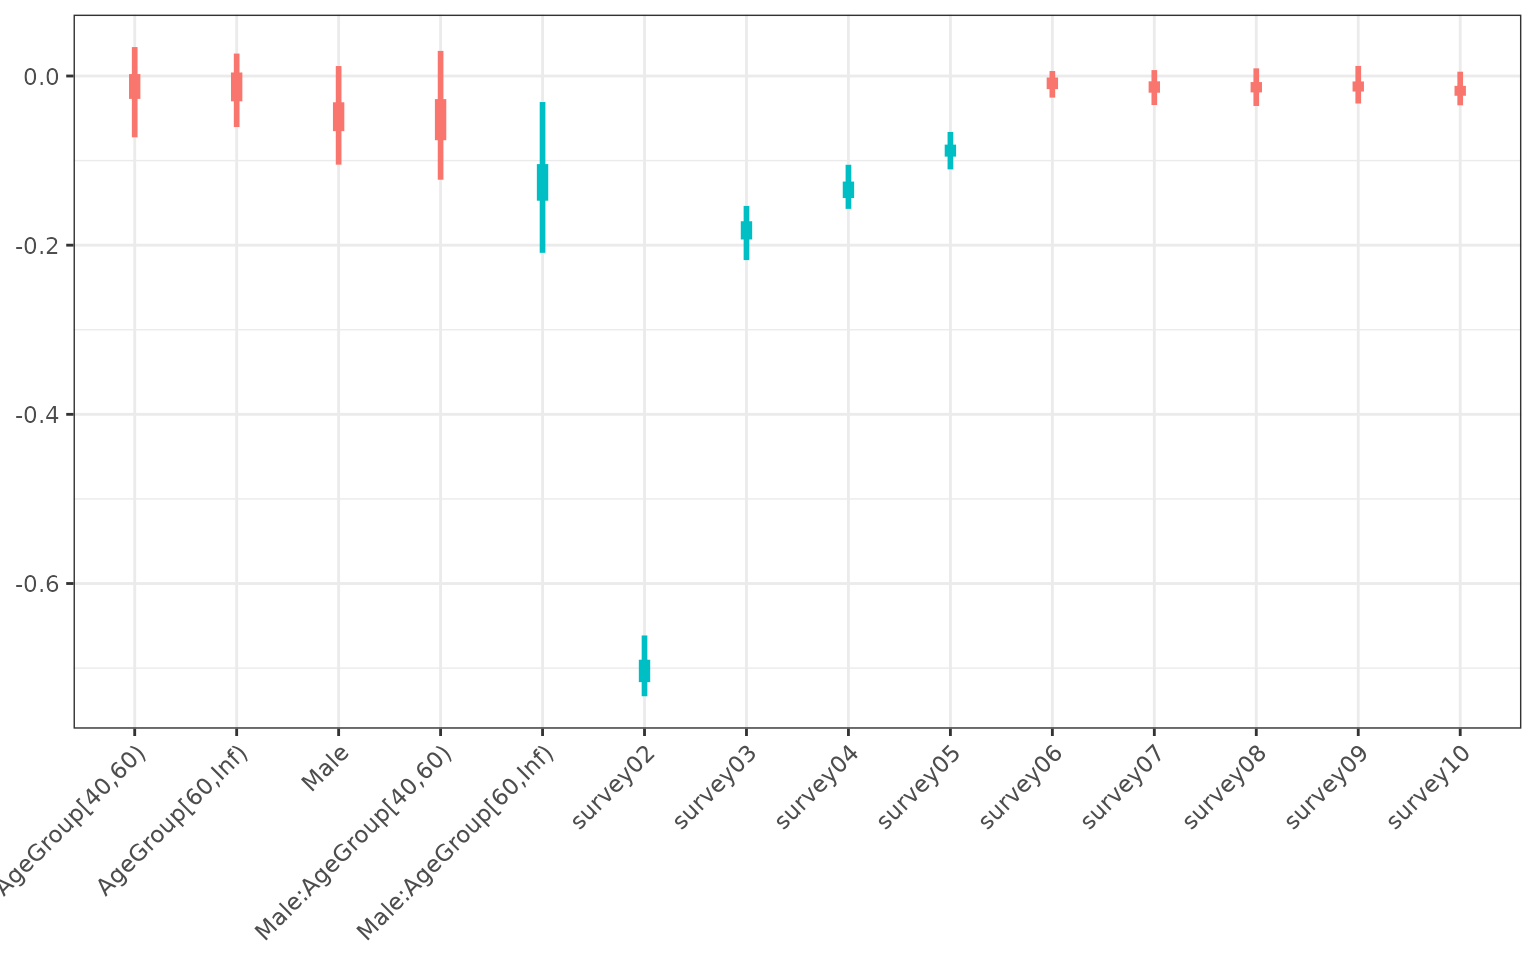 0.0
-0.2
-0.4
-0.6
AgeGroup[40,60)
AgeGroup[60,Inf)
Male
Male:AgeGroup[40,60)
Male:AgeGroup[60,Inf)
survey02
survey03
survey04
survey05
survey06
survey07
survey08
survey09
survey10